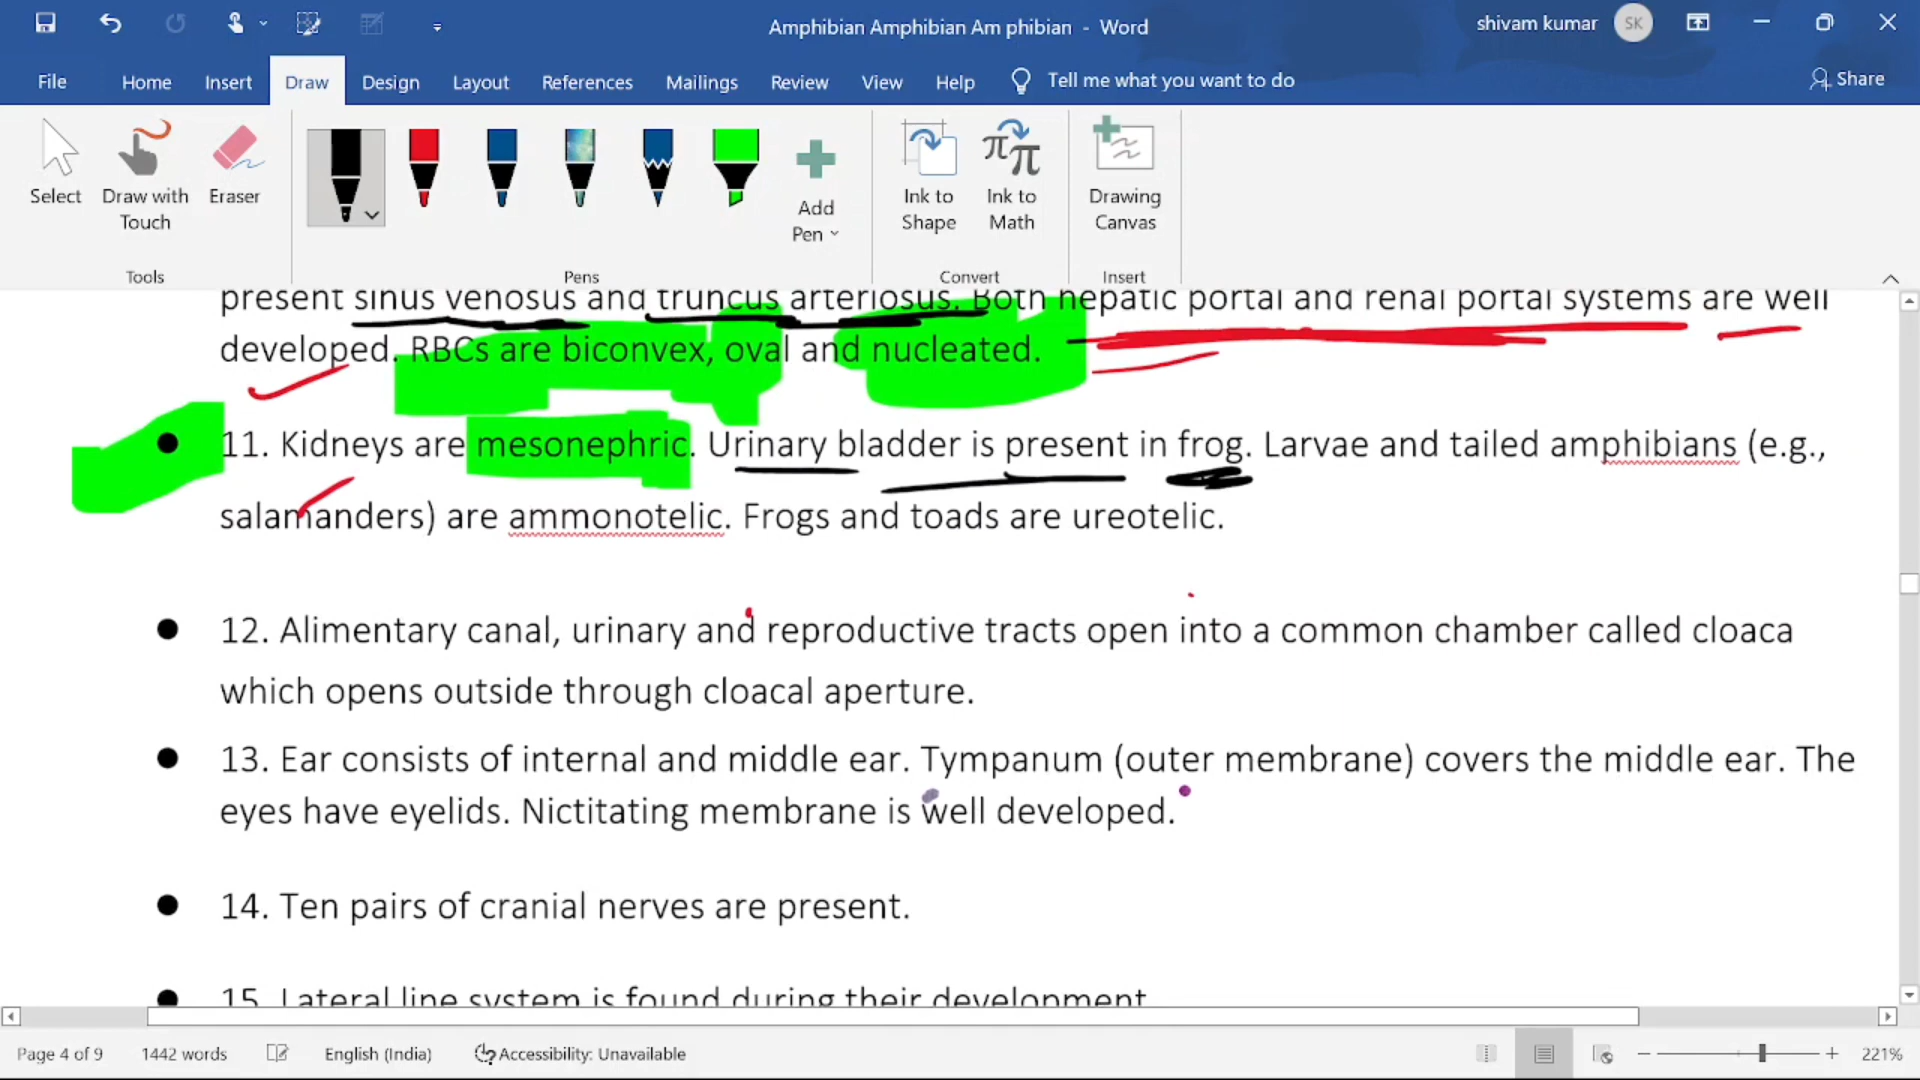 Amphibian Amphibian Am phibian - Word
shivam kumar
SK
File
Home
Insert
Draw
Design
Layout
References
Mailings
Review
View
Help
Tell me what you want to do
Share
Select
Draw with
Touch
Eraser
Add
Pen
Ink to
Shape
Ink to
Math
Drawing
Canvas
Tools
Pens
Convert
Insert
present sinus venosus and truncus arteriosus. Both hepatic portal and renal portal systems are well
developed. RBCs are biconvex, oval and nucleated.
11. Kidneys are mesonephric. Urinary bladder is present in frog. Larvae and tailed amphibians (e.g.,
salamanders) are ammonotelic. Frogs and toads are ureotelic.
12. Alimentary canal, urinary and reproductive tracts open into a common chamber called cloaca
which opens outside through cloacal aperture.
13. Ear consists of internal and middle ear. Tympanum (outer membrane) covers the middle ear. The
eyes have eyelids. Nictitating membrane is well developed.
14. Ten pairs of cranial nerves are present.
15. Lateral line system is found during their development
Page 4 of 9
1442 words
English (India)
Accessibility: Unavailable
221%